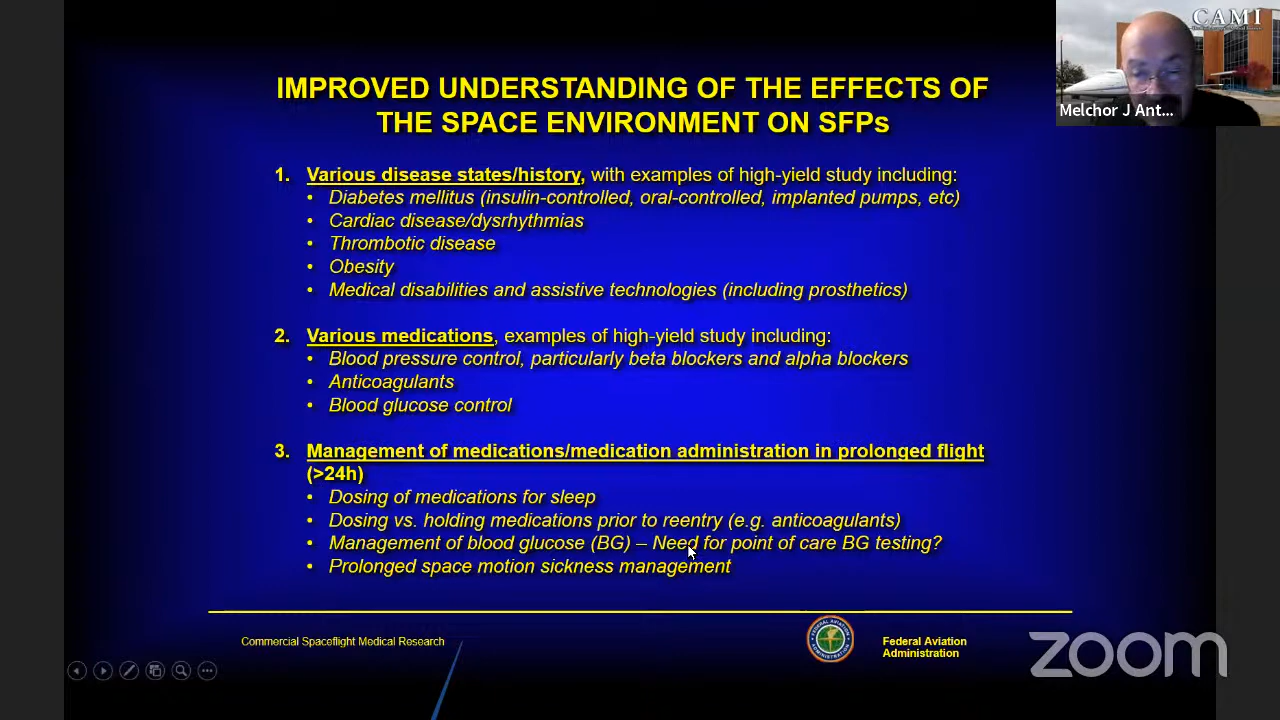 CAMI
Melchor J Ant...
IMPROVED UNDERSTANDING OF THE EFFECTS OF
THE SPACE ENVIRONMENT ON SFPs
1. Various disease states/history, with examples of high-yield study including:
• Diabetes mellitus (insulin-controlled, oral-controlled, implanted pumps, etc)
• Cardiac disease/dysrhythmias
• Thrombotic disease
• Obesity
• Medical disabilities and assistive technologies (including prosthetics)
2. Various medications, examples of high-yield study including:
• Blood pressure control, particularly beta blockers and alpha blockers
• Anticoagulants
• Blood glucose control
3. Management of medications/medication administration in prolonged flight
(>24h)
• Dosing of medications for sleep
• Dosing vs. holding medications prior to reentry (e.g. anticoagulants)
• Management of blood glucose (BG) – Need for point of care BG testing?
• Prolonged space motion sickness management
Commercial Spaceflight Medical Research
Federal Aviation
Administration
zoom